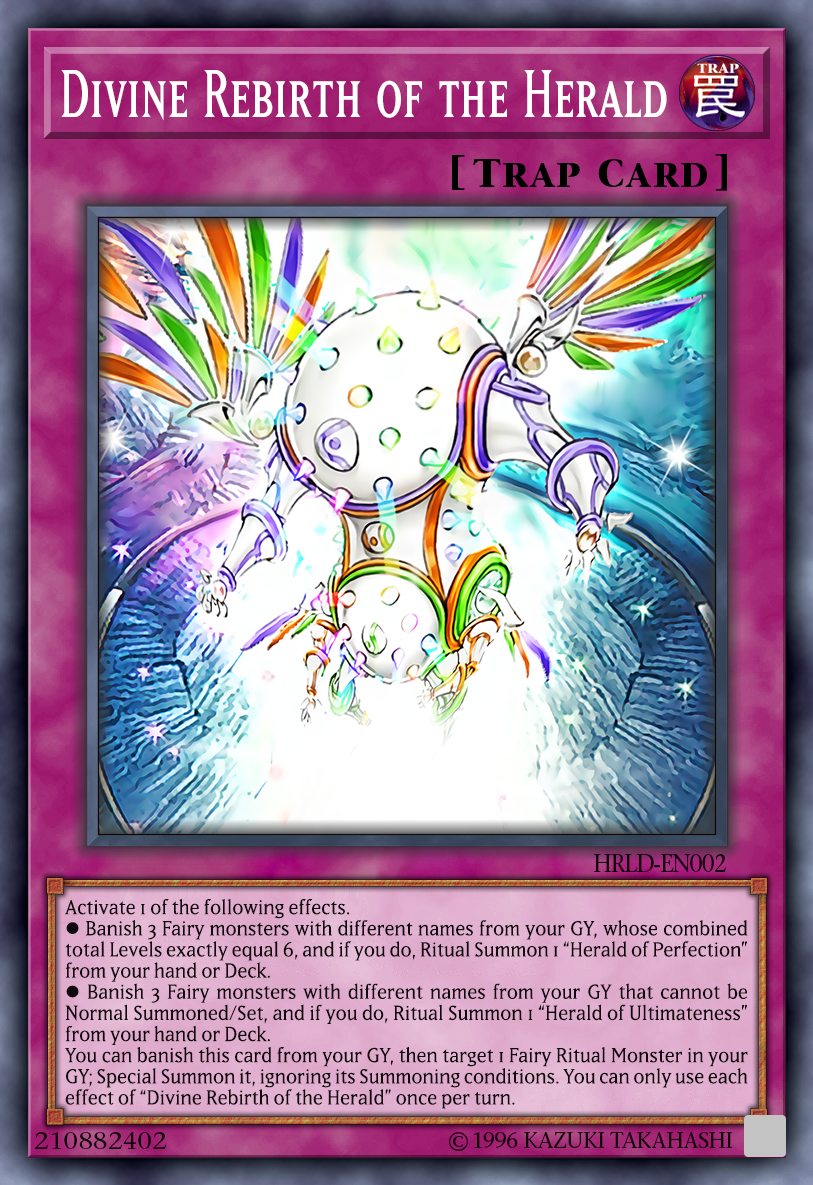 Divine Rebirth of the Herald
TRAP
罠
[Trap Card]
HRLD-EN002
Activate 1 of the following effects.
● Banish 3 Fairy monsters with different names from your GY, whose combined
total Levels exactly equal 6, and if you do, Ritual Summon 1 “Herald of Perfection”
from your hand or Deck.
● Banish 3 Fairy monsters with different names from your GY that cannot be
Normal Summoned/Set, and if you do, Ritual Summon 1 “Herald of Ultimateness”
from your hand or Deck.
You can banish this card from your GY, then target 1 Fairy Ritual Monster in your
GY; Special Summon it, ignoring its Summoning conditions. You can only use each
effect of “Divine Rebirth of the Herald” once per turn.
210882402
© 1996 KAZUKI TAKAHASHI